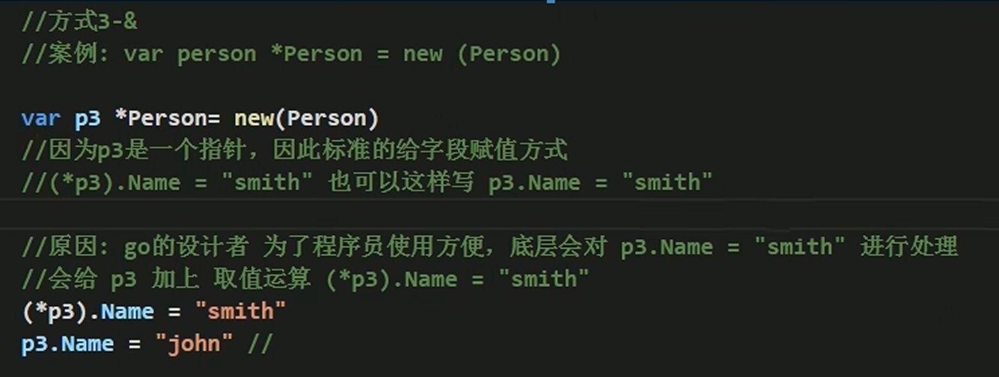 //方式3-&
//案例: var person *Person = new (Person)
var p3 *Person= new(Person)
//因为p3是一个指针，因此标准的给字段赋值方式
//(*p3).Name = "smith" 也可以这样写 p3.Name = "smith"
//原因: go的设计者 为了程序员使用方便，底层会对 p3.Name = "smith" 进行处理
//会给 p3 加上 取值运算 (*p3).Name = "smith"
(*p3).Name = "smith"
p3.Name = "john" //